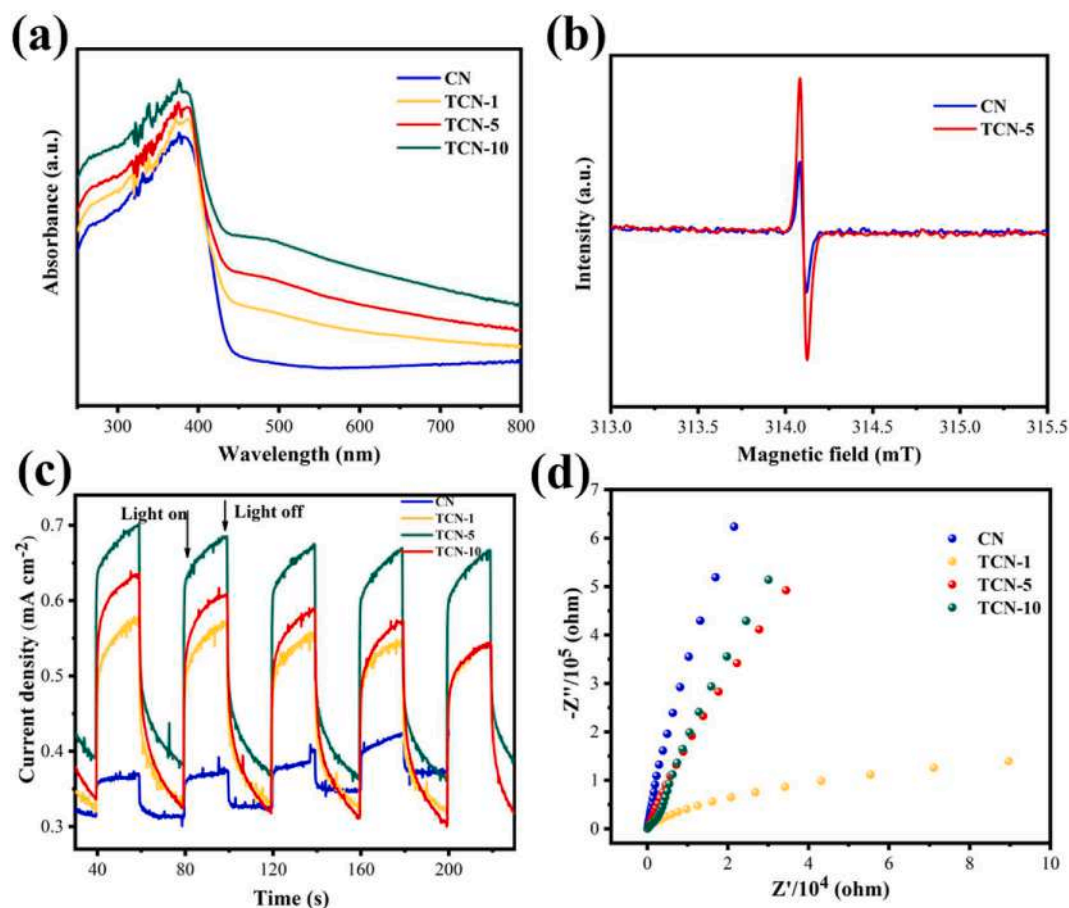 (a)
Absorbance (a.u.)
CN
TCN-1
TCN-5
TCN-10
300 400 500 600 700 800
Wavelength (nm)
(b)
Intensity (a.u.)
CN
TCN-5
313.0 313.5 314.0 314.5 315.0 315.5
Magnetic field (mT)
(c)
Current density (mA cm-2)
0.7
0.6
0.5
0.4
0.3
Light on
Light off
CN
TCN-1
TCN-5
TCN-10
40 80 120 160 200
Time (s)
(d)
-Z''/10^5 (ohm)
7
6
5
4
3
2
1
0
CN
TCN-1
TCN-5
TCN-10
0 2 4 6 8 10
Z'/10^4 (ohm)